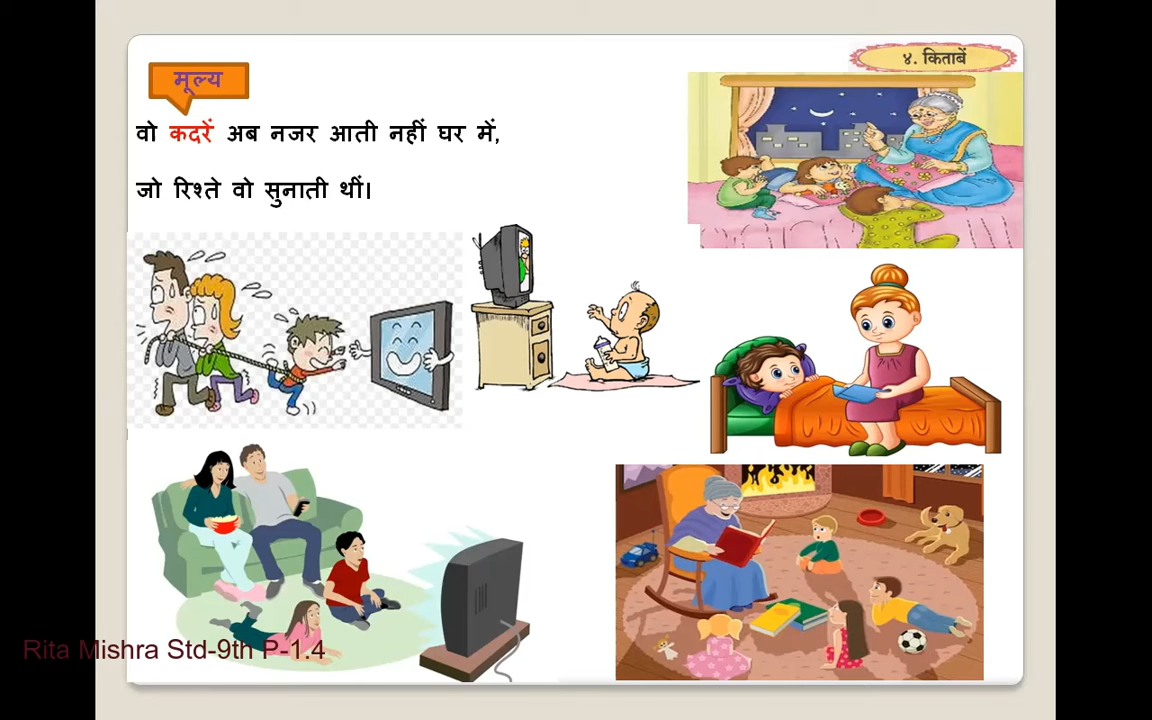 ४. किताबें
मूल्य
वो कदरें अब नजर आती नहीं घर में,
जो रिश्ते वो सुनाती थीं।
Rita Mishra Std-9th P-1.4